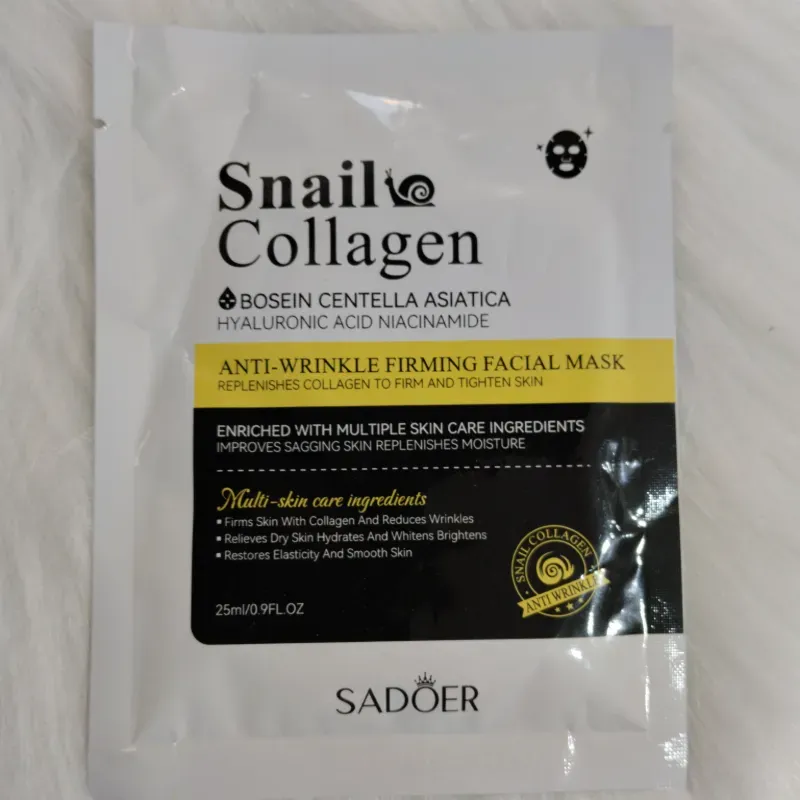 Snail
Collagen
BOSEIN CENTELLA ASIATICA
HYALURONIC ACID NIACINAMIDE
ANTI-WRINKLE FIRMING FACIAL MASK
REPLENISHES COLLAGEN TO FIRM AND TIGHTEN SKIN
ENRICHED WITH MULTIPLE SKIN CARE INGREDIENTS
IMPROVES SAGGING SKIN REPLENISHES MOISTURE
Multi-skin care ingredients
Firms Skin With Collagen And Reduces Wrinkles
Relieves Dry Skin Hydrates And Whitens Brightens
Restores Elasticity And Smooth Skin
SNAIL COLLAGEN
ANTI WRINKLE
25ml/0.9FL.OZ
SADOER